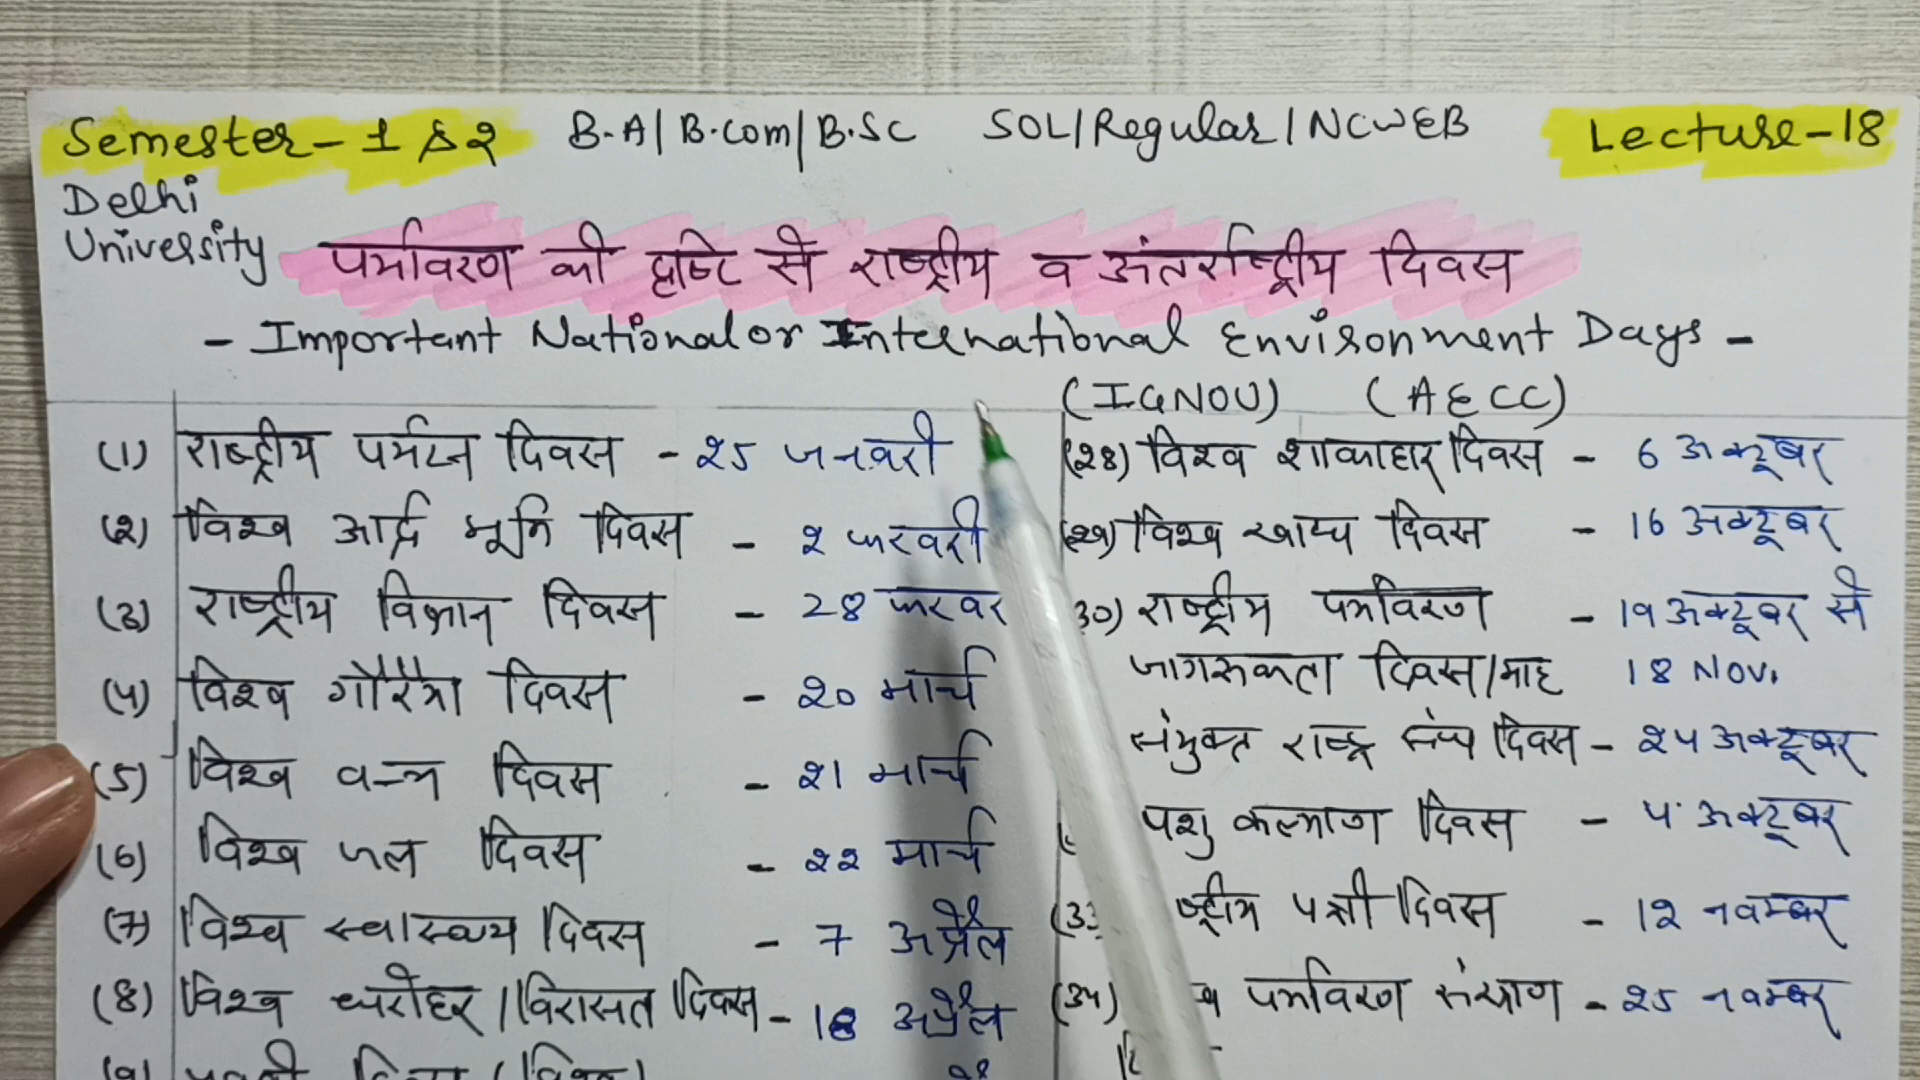 Semester-1 & 2 B.A/B.com/B.SC SOL/Regular/NCWEB Lecture-18
Delhi
University
पर्यावरण की दृष्टि से राष्ट्रीय व अंतर्राष्ट्रीय दिवस
- Important National or International Environment Days -
(IGNOU) (AECC)
(1) राष्ट्रीय पर्यटन दिवस - 25 जनवरी
(2) विश्व आर्द्र भूमि दिवस - 2 फरवरी
(3) राष्ट्रीय विज्ञान दिवस - 28 फरवर
(4) विश्व गौरैया दिवस - 20 मार्च
(5) विश्व वन्य दिवस - 21 मार्च
(6) विश्व जल दिवस - 22 मार्च
(7) विश्व स्वास्थ्य दिवस - 7 अप्रैल
(8) विश्व धरोहर/विरासत दिवस - 18 अप्रैल
(28) विश्व शाकाहार दिवस - 6 अक्टूबर
(29) विश्व खाद्य दिवस - 16 अक्टूबर
30) राष्ट्रीय पर्यावरण - 19 अक्टूबर से
जागरूकता दिवस/माह 18 Nov.
संयुक्त राष्ट्र संघ दिवस - 24 अक्टूबर
पशु कल्याण दिवस - 4 अक्टूबर
(33 ष्ट्रीय पक्षी दिवस - 12 नवम्बर
(34) पर्यावरण संरक्षण - 25 नवम्बर